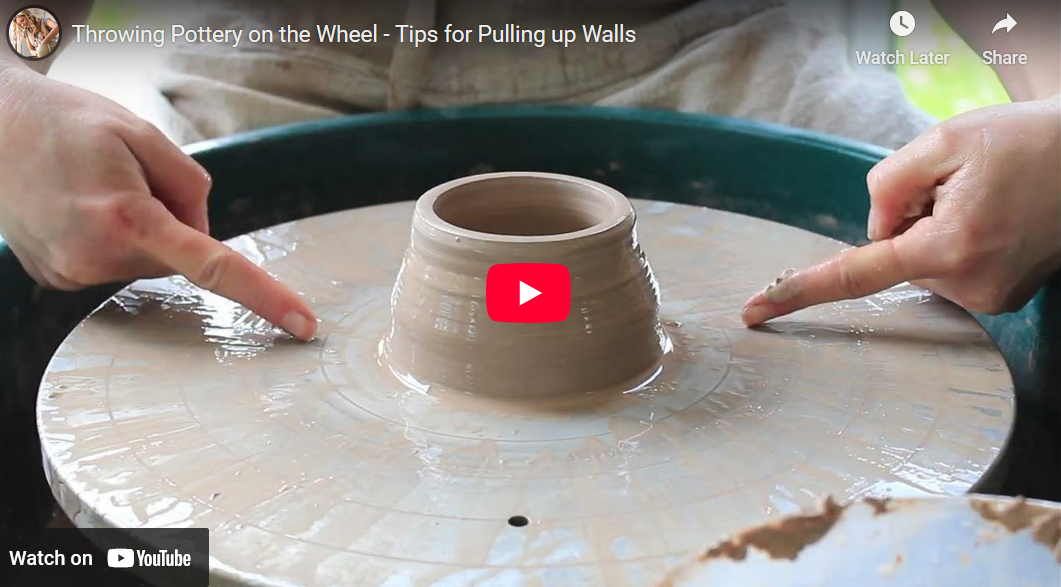 Throwing Pottery on the Wheel - Tips for Pulling up Walls
Watch Later
Share
Watch on YouTube